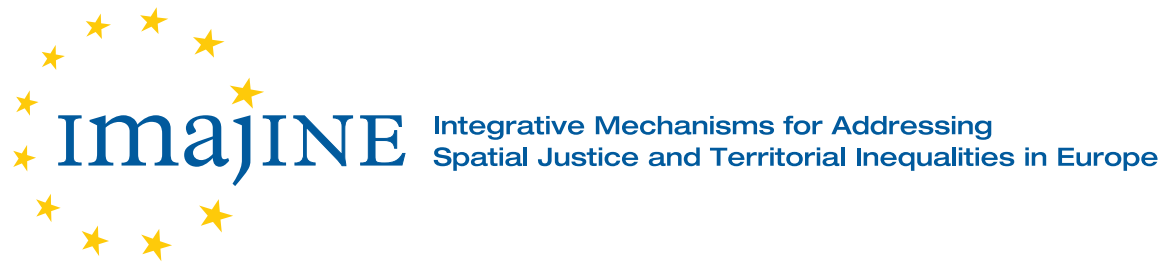 ImajINE
Integrative Mechanisms for Addressing
Spatial Justice and Territorial Inequalities in Europe